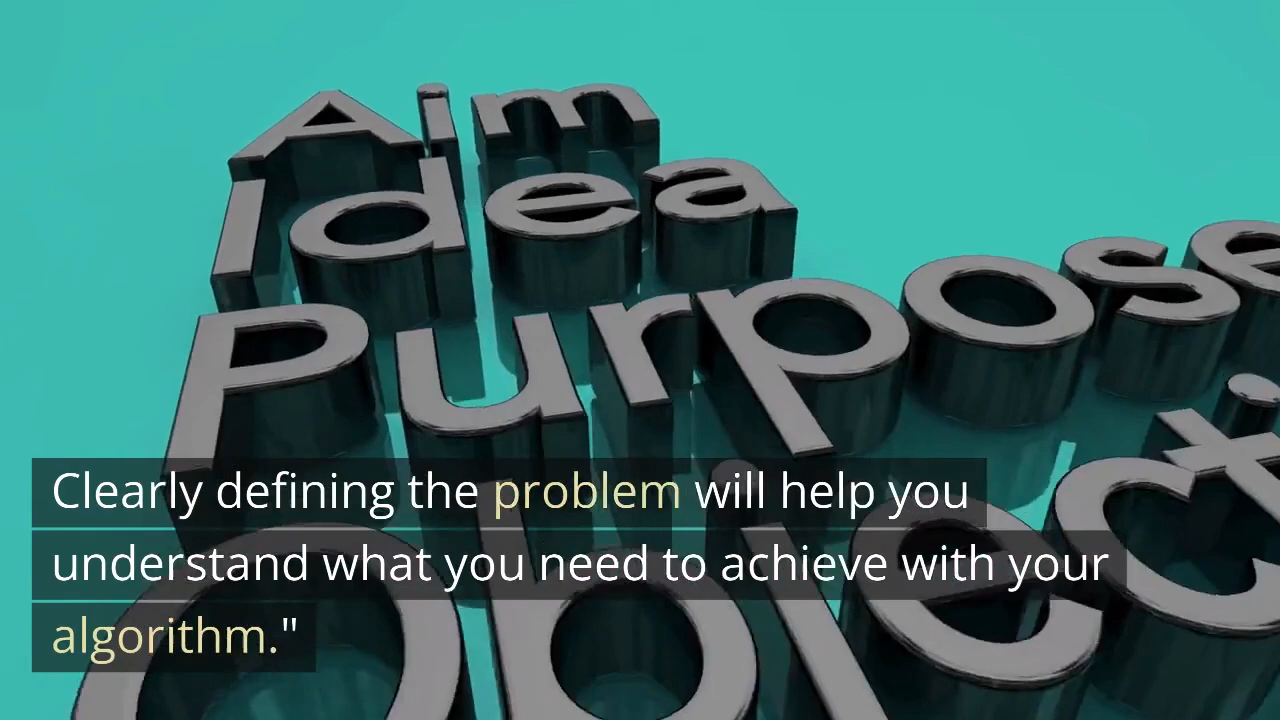 Aim
Idea
Purpose
Objecti
Clearly defining the problem will help you
understand what you need to achieve with your
algorithm."